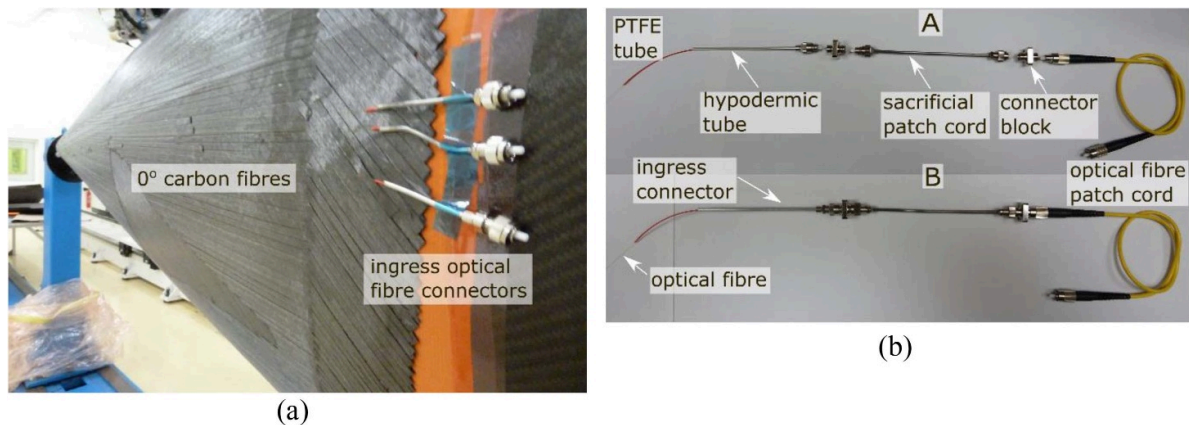 0° carbon fibres
ingress optical
fibre connectors
(a)
A
PTFE
tube
hypodermic
tube
sacrificial
patch cord
connector
block
ingress
connector
B
optical fibre
patch cord
optical fibre
(b)